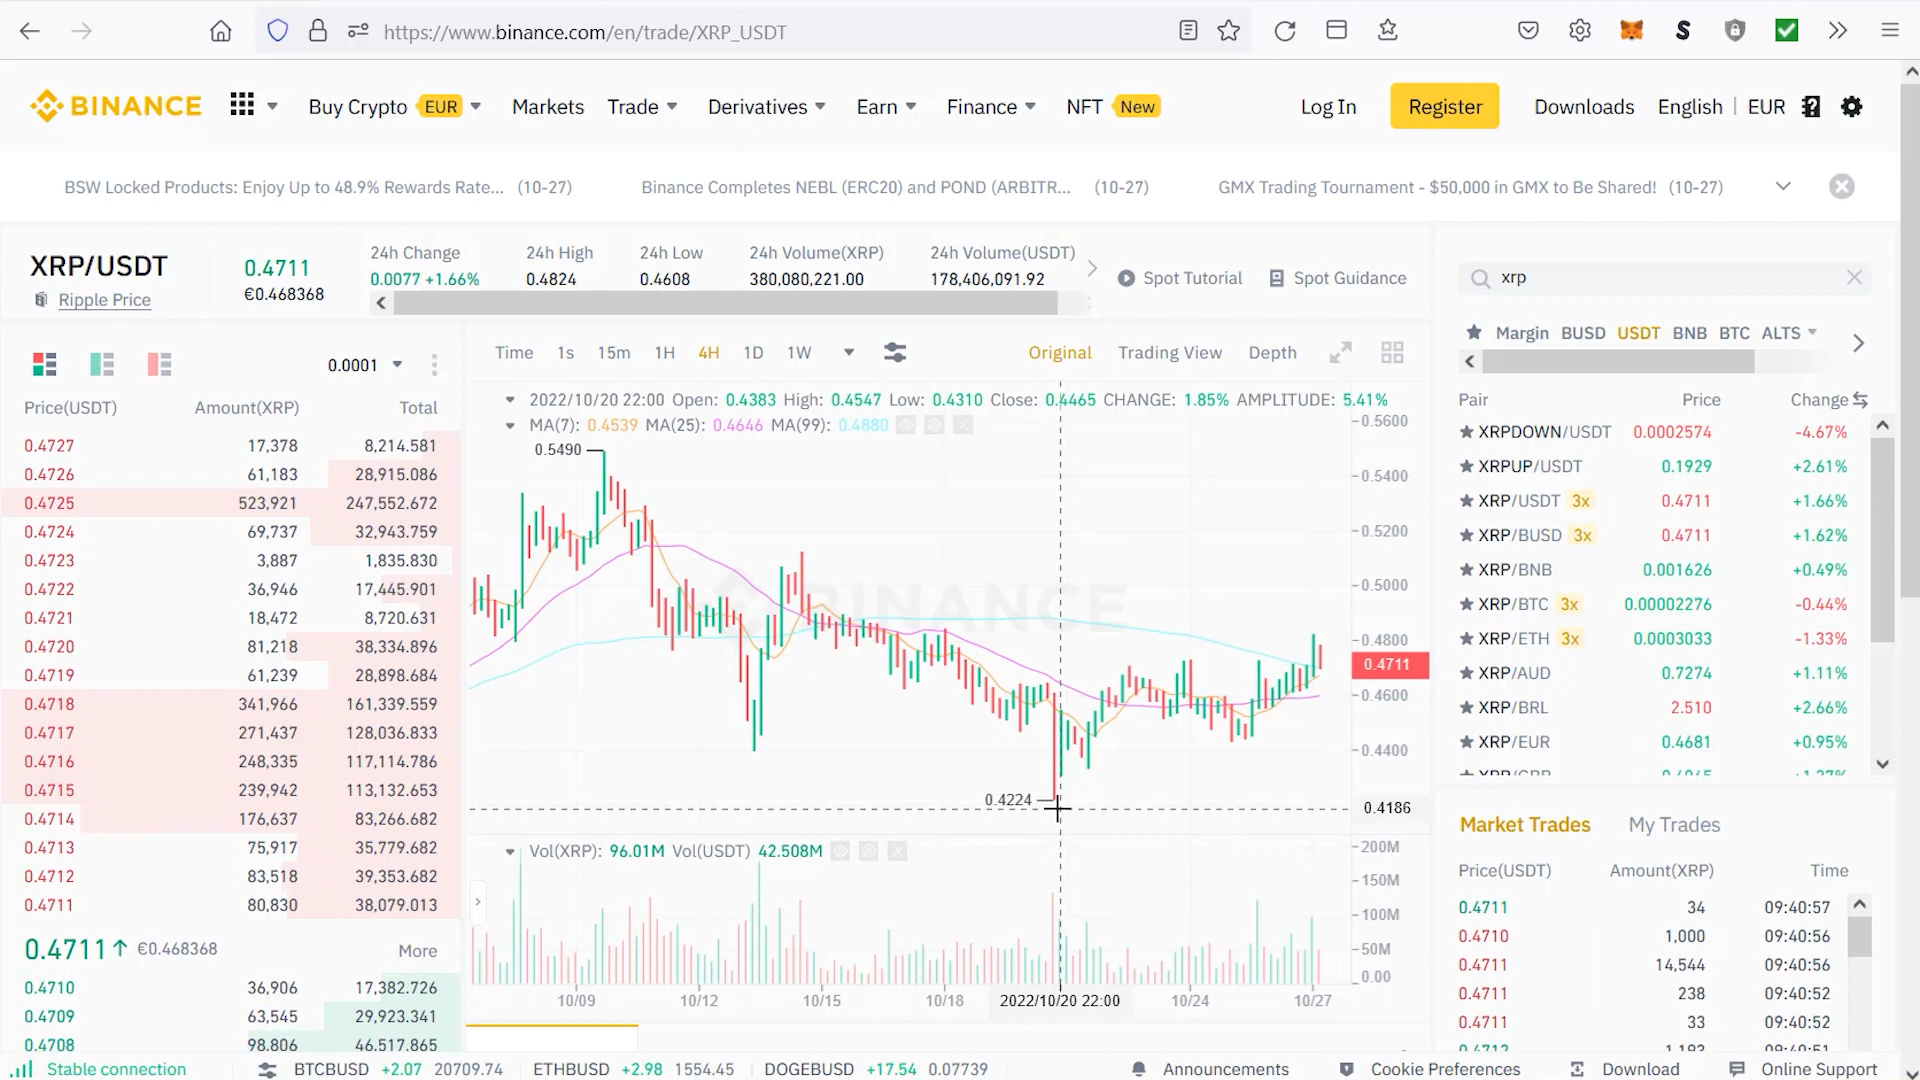 https://www.binance.com/en/trade/XRP_USDT
BINANCE Buy Crypto EUR Markets Trade Derivatives Earn Finance NFT New Log In Register Downloads English EUR
BSW Locked Products: Enjoy Up to 48.9% Rewards Rate... (10-27) Binance Completes NEBL (ERC20) and POND (ARBITR... (10-27) GMX Trading Tournament - $50,000 in GMX to Be Shared! (10-27)
XRP/USDT
Ripple Price
0.4711
€0.468368
24h Change
0.0077 +1.66%
24h High
0.4824
24h Low
0.4608
24h Volume(XRP)
380,080,221.00
24h Volume(USDT)
178,406,091.92
Spot Tutorial Spot Guidance
0.0001
Price(USDT) Amount(XRP) Total
0.4727 17,378 8,214.581
0.4726 61,183 28,915.086
0.4725 523,921 247,552.672
0.4724 69,737 32,943.759
0.4723 3,887 1,835.830
0.4722 36,946 17,445.901
0.4721 18,472 8,720.631
0.4720 81,218 38,334.896
0.4719 61,239 28,898.684
0.4718 341,966 161,339.559
0.4717 271,437 128,036.833
0.4716 248,335 117,114.786
0.4715 239,942 113,132.653
0.4714 176,637 83,266.682
0.4713 75,917 35,779.682
0.4712 83,518 39,353.682
0.4711 80,830 38,079.013
0.4711 €0.468368 More
0.4710 36,906 17,382.726
0.4709 63,545 29,923.341
0.4708 98,806 46,517.865
Time 1s 15m 1H 4H 1D 1W Original Trading View Depth
2022/10/20 22:00 Open: 0.4383 High: 0.4547 Low: 0.4310 Close: 0.4465 CHANGE: 1.85% AMPLITUDE: 5.41%
MA(7): 0.4539 MA(25): 0.4646 MA(99): 0.4880
0.5490
BINANCE
0.4224
0.5600
0.5400
0.5200
0.5000
0.4800
0.4711
0.4600
0.4400
0.4186
Vol(XRP): 96.01M Vol(USDT) 42.508M
200M
150M
100M
50M
0.00
10/09 10/12 10/15 10/18 2022/10/20 22:00 10/24 10/27
xrp
Margin BUSD USDT BNB BTC ALTS
Pair Price Change
XRPDOWN/USDT 0.0002574 -4.67%
XRPUP/USDT 0.1929 +2.61%
XRP/USDT 3x 0.4711 +1.66%
XRP/BUSD 3x 0.4711 +1.62%
XRP/BNB 0.001626 +0.49%
XRP/BTC 3x 0.00002276 -0.44%
XRP/ETH 3x 0.0003033 -1.33%
XRP/AUD 0.7274 +1.11%
XRP/BRL 2.510 +2.66%
XRP/EUR 0.4681 +0.95%
Market Trades My Trades
Price(USDT) Amount(XRP) Time
0.4711 34 09:40:57
0.4710 1,000 09:40:56
0.4711 14,544 09:40:56
0.4711 238 09:40:52
0.4711 33 09:40:52
Stable connection BTCBUSD +2.07 20709.74 ETHBUSD +2.98 1554.45 DOGEBUSD +17.54 0.07739 Announcements Cookie Preferences Download Online Support